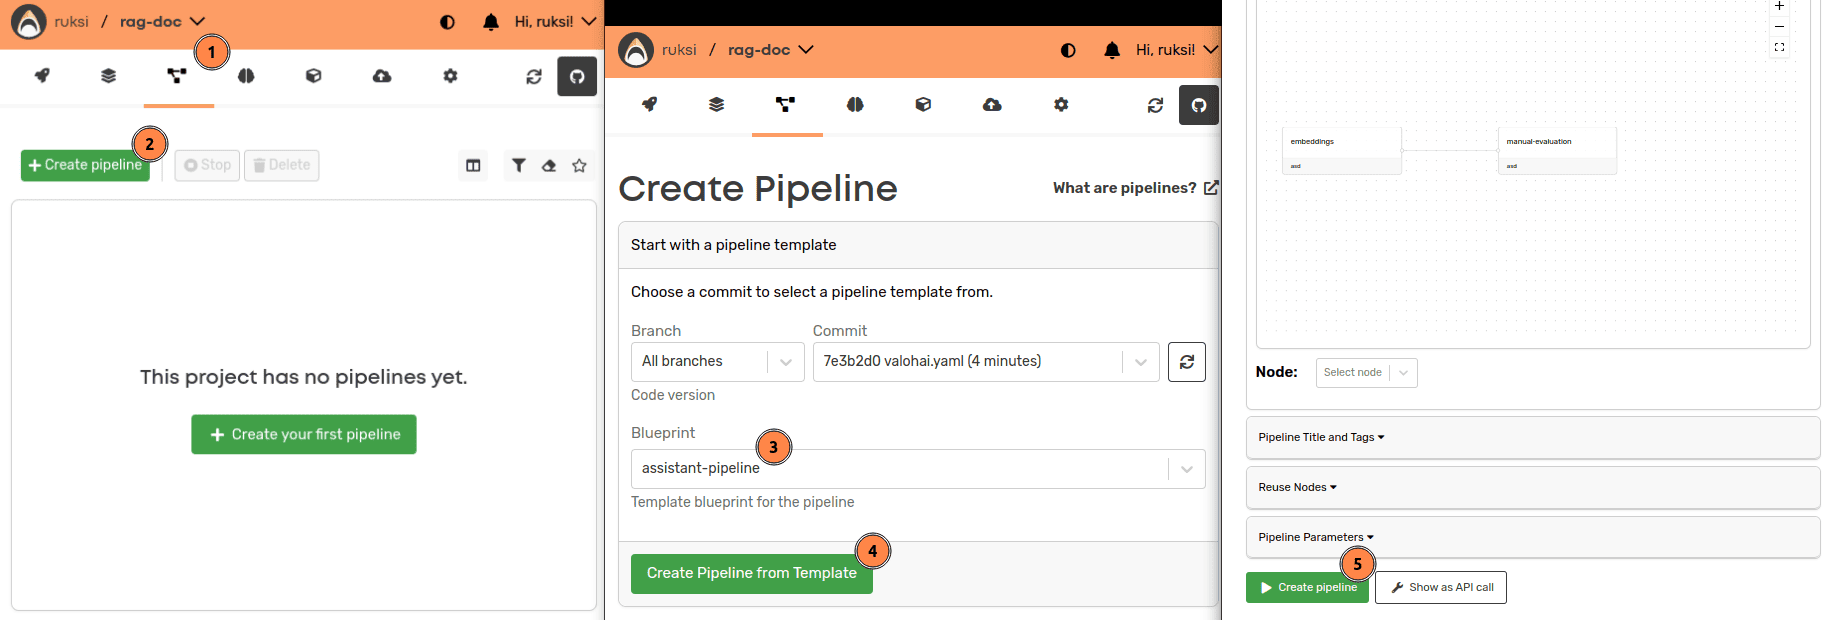 ruksi / rag-doc
Hi, ruksi!
1
2
Create pipeline
Stop
Delete
This project has no pipelines yet.
Create your first pipeline
ruksi / rag-doc
Hi, ruksi!
Create Pipeline
What are pipelines?
Start with a pipeline template
Choose a commit to select a pipeline template from.
Branch
Commit
All branches
7e3b2d0 valohai.yaml (4 minutes)
Code version
Blueprint
3
assistant-pipeline
Template blueprint for the pipeline
4
Create Pipeline from Template
embeddings
asd
manual-evaluation
asd
Node:
Select node
Pipeline Title and Tags
Reuse Nodes
Pipeline Parameters
5
Create pipeline
Show as API call